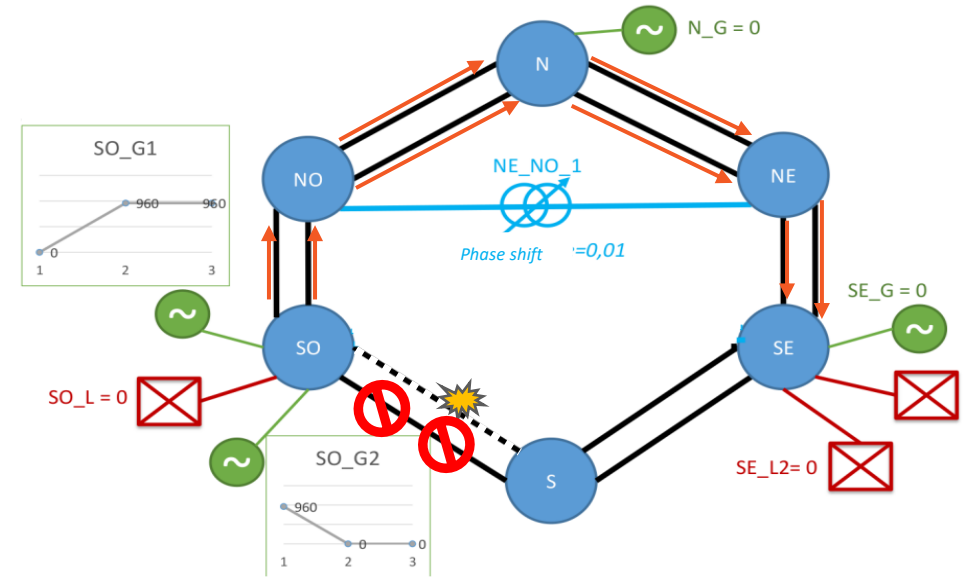 N_G = 0
N
SO_G1
960
960
0
1
2
3
NO
NE_NO_1
NE
Phase shift =0,01
SE_G = 0
SO
SE
SO_L = 0
SO_G2
960
0
0
1
2
3
S
SE_L2= 0